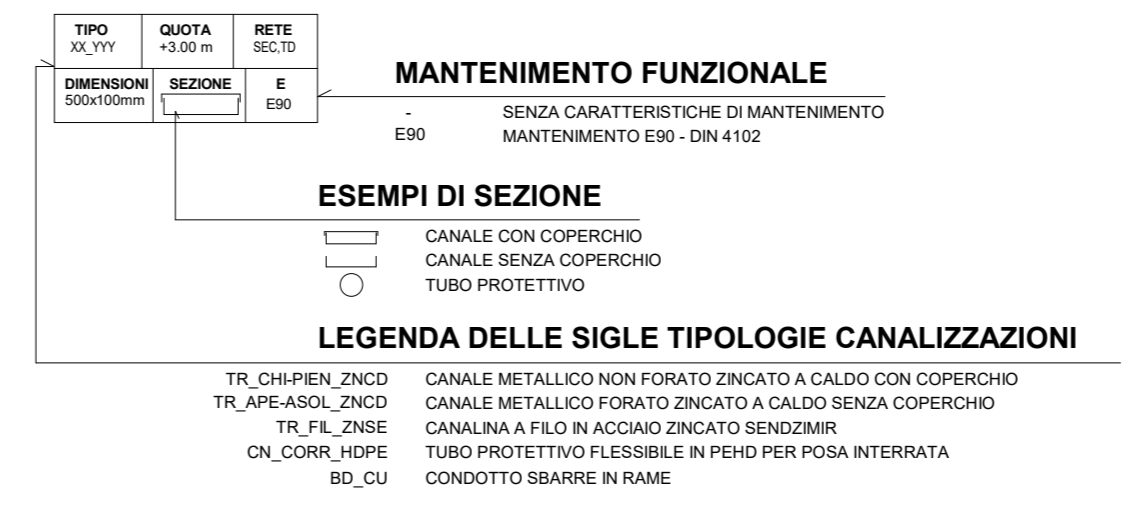 TIPO QUOTA RETE
XX_YYY +3.00 m SEC,TD
DIMENSIONI SEZIONE E
500x100mm E90
MANTENIMENTO FUNZIONALE
- SENZA CARATTERISTICHE DI MANTENIMENTO
E90 MANTENIMENTO E90 - DIN 4102
ESEMPI DI SEZIONE
CANALE CON COPERCHIO
CANALE SENZA COPERCHIO
TUBO PROTETTIVO
LEGENDA DELLE SIGLE TIPOLOGIE CANALIZZAZIONI
TR_CHI-PIEN_ZNCD CANALE METALLICO NON FORATO ZINCATO A CALDO CON COPERCHIO
TR_APE-ASOL_ZNCD CANALE METALLICO FORATO ZINCATO A CALDO SENZA COPERCHIO
TR_FIL_ZNSE CANALINA A FILO IN ACCIAIO ZINCATO SENDZIMIR
CN_CORR_HDPE TUBO PROTETTIVO FLESSIBILE IN PEHD PER POSA INTERRATA
BD_CU CONDOTTO SBARRE IN RAME